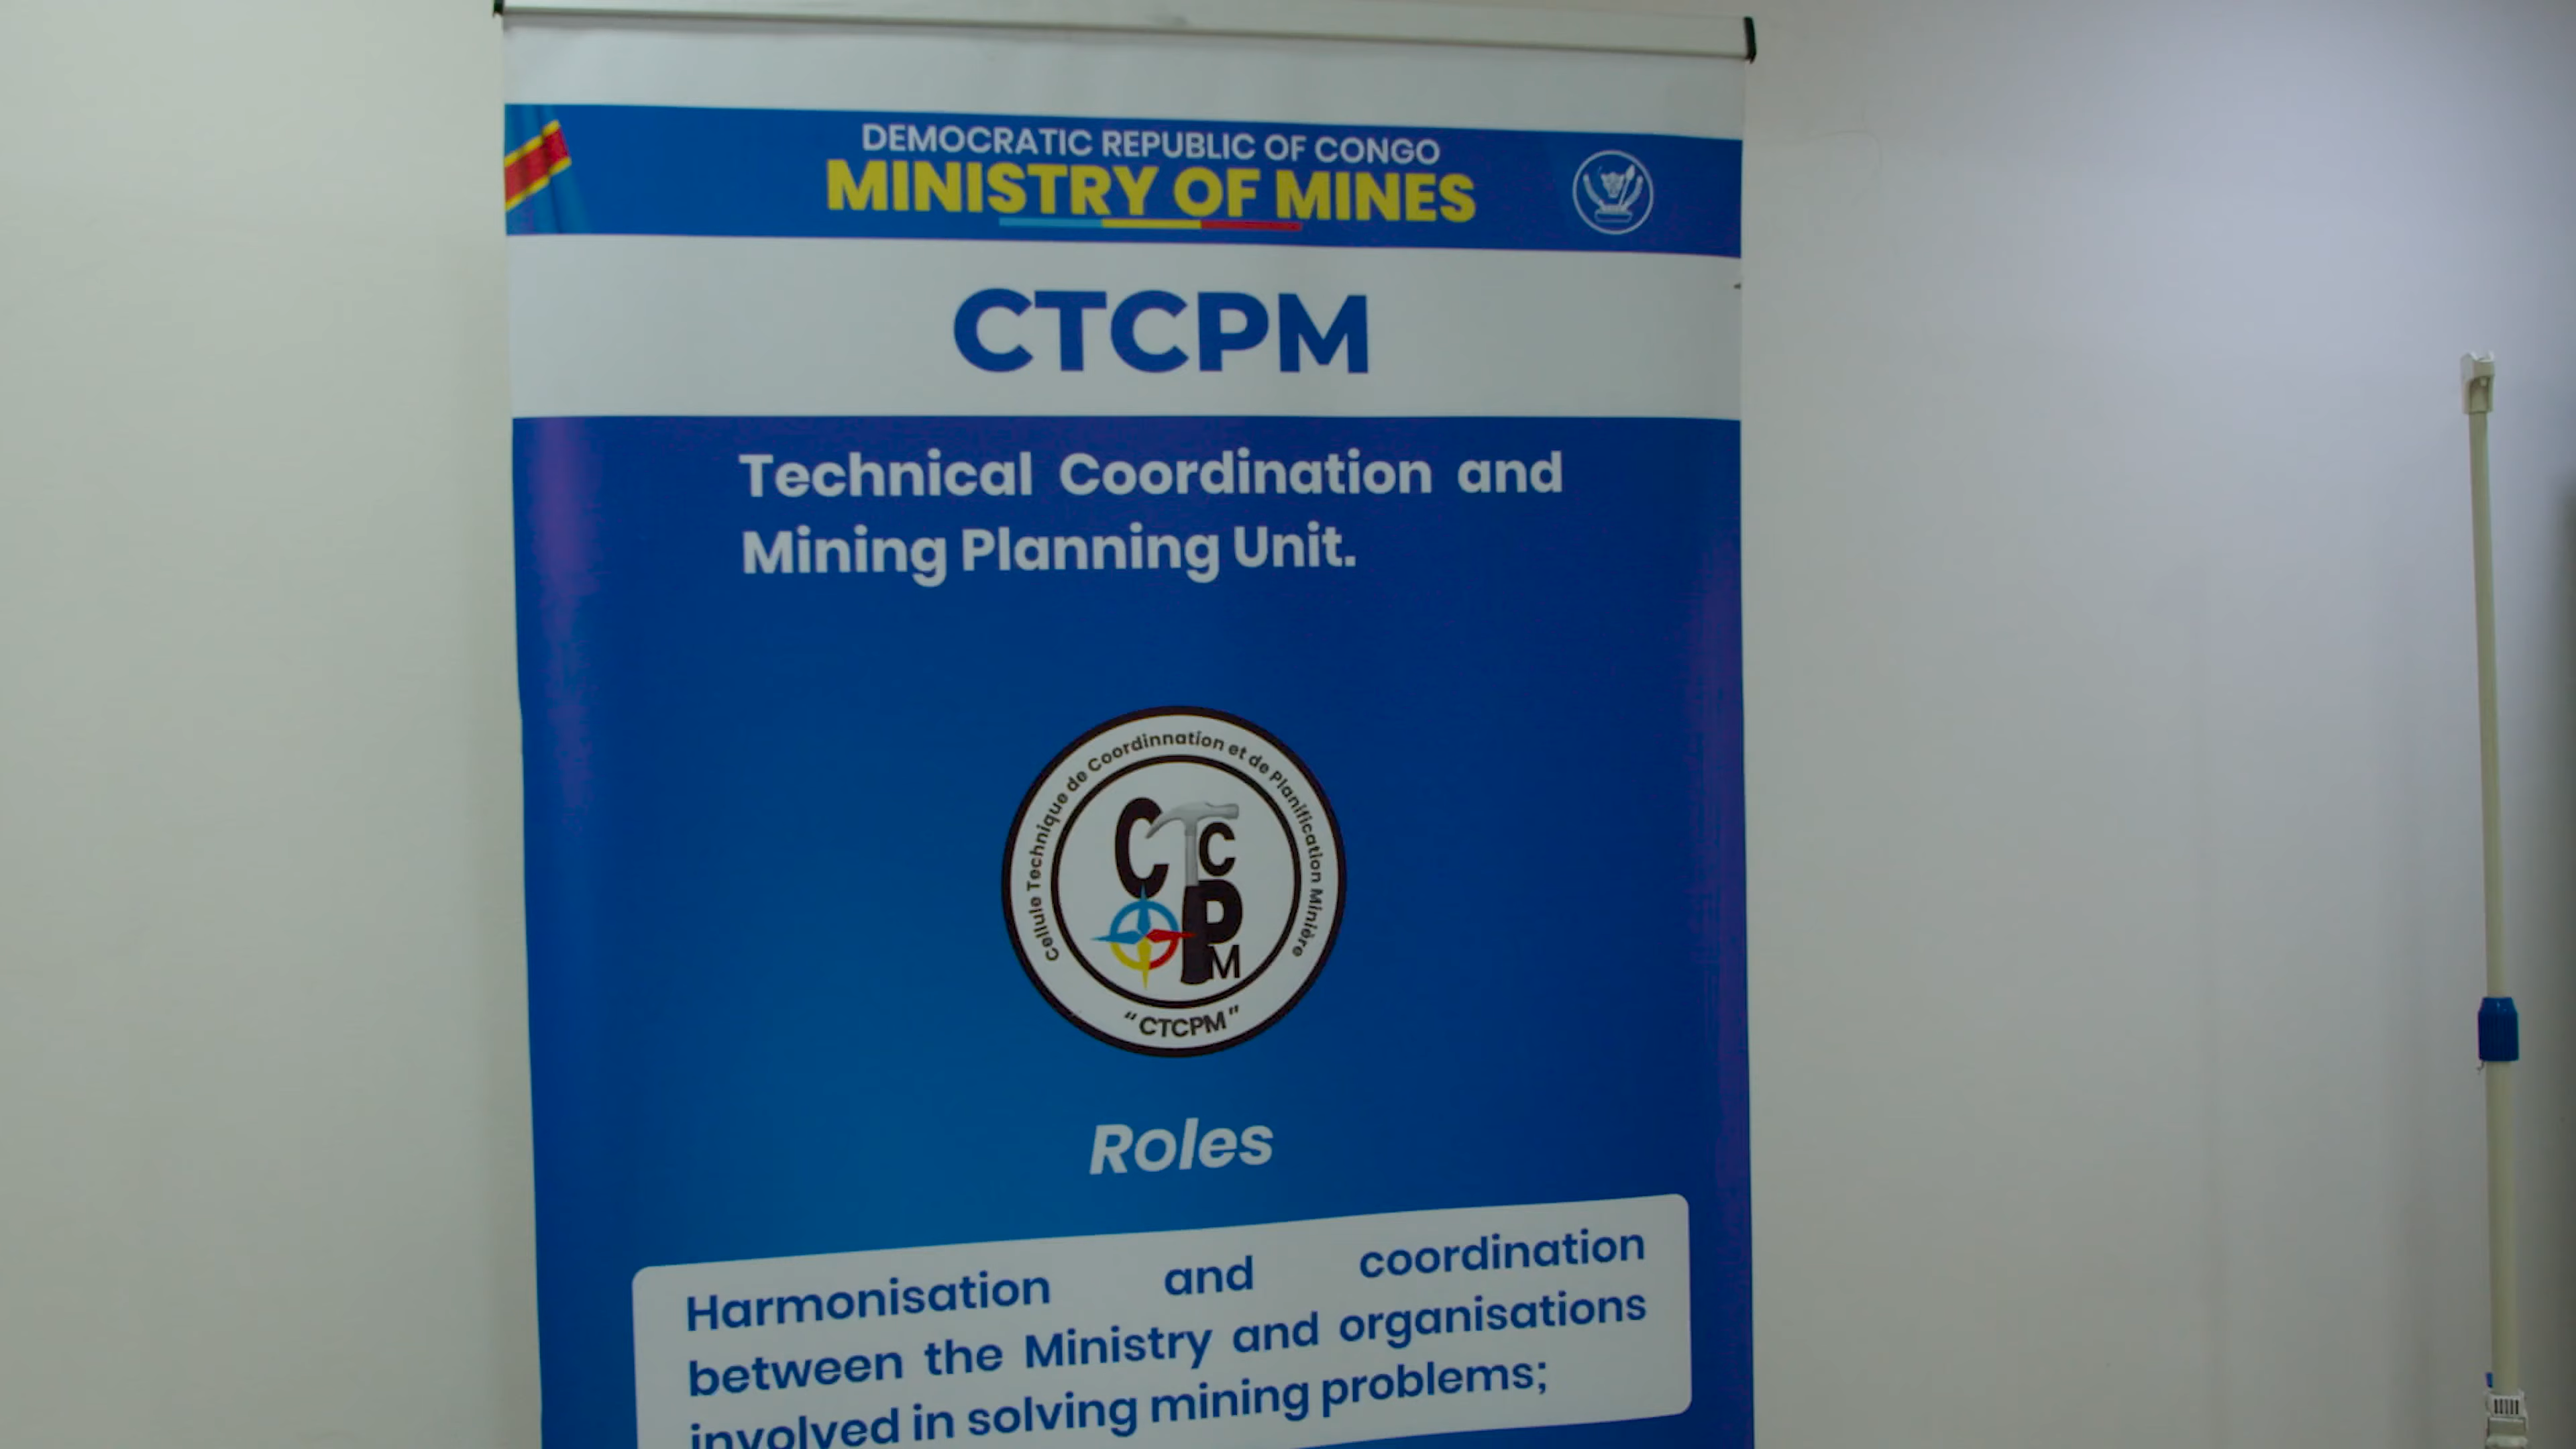 DEMOCRATIC REPUBLIC OF CONGO
MINISTRY OF MINES
CTCPM
Technical Coordination and
Mining Planning Unit.
Cellule Technique de Coordinnation et de Planification Minière
C T C P M
"CTCPM"
Roles
Harmonisation and coordination
between the Ministry and organisations
involved in solving mining problems;